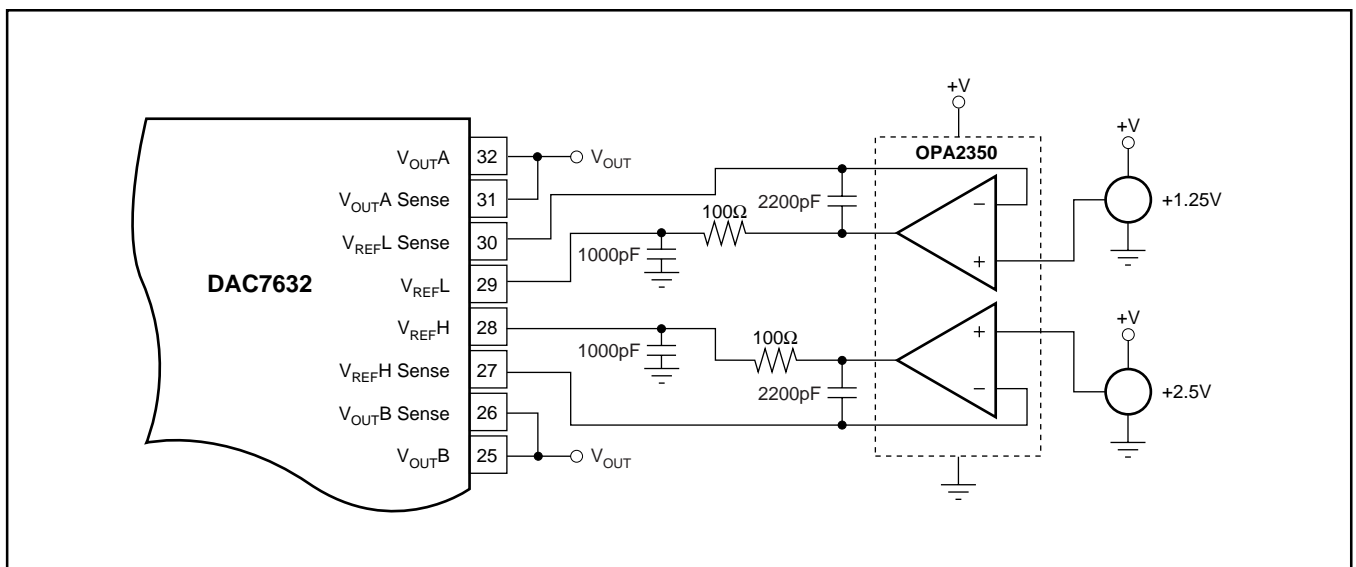 +V
OPA2350
+V
V_OUT A 32 V_OUT
V_OUT A Sense 31
2200pF
+1.25V
V_REF L Sense 30
100Ω
1000pF
DAC7632
V_REF L 29
V_REF H 28
100Ω
+V
1000pF
V_REF H Sense 27
2200pF
+2.5V
V_OUT B Sense 26
V_OUT B 25 V_OUT
−
+
+
−